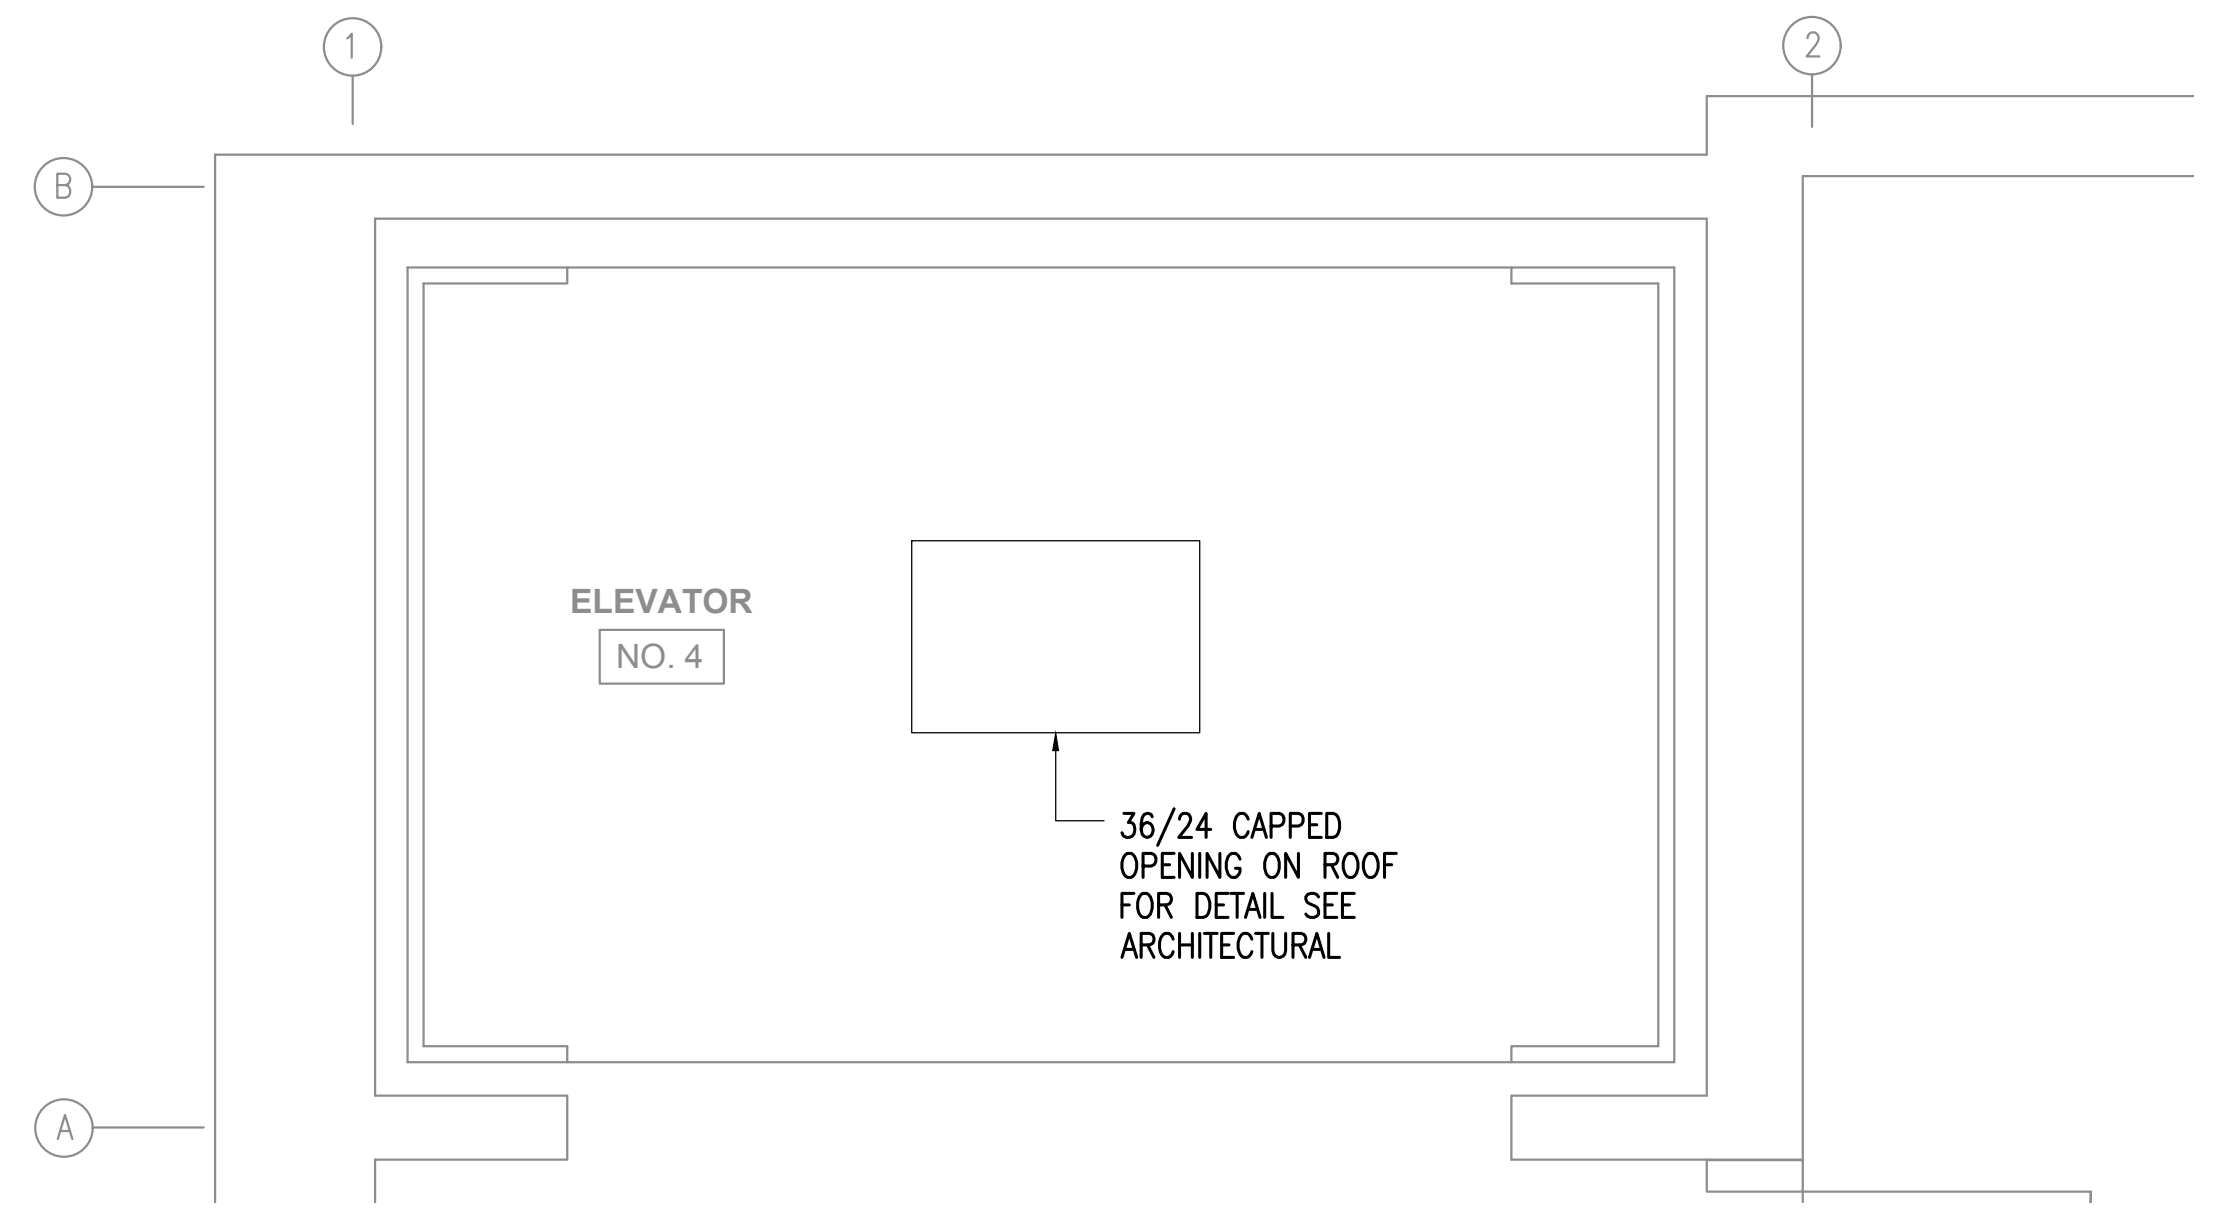 1
2
B
ELEVATOR
NO. 4
36/24 CAPPED
OPENING ON ROOF
FOR DETAIL SEE
ARCHITECTURAL
A